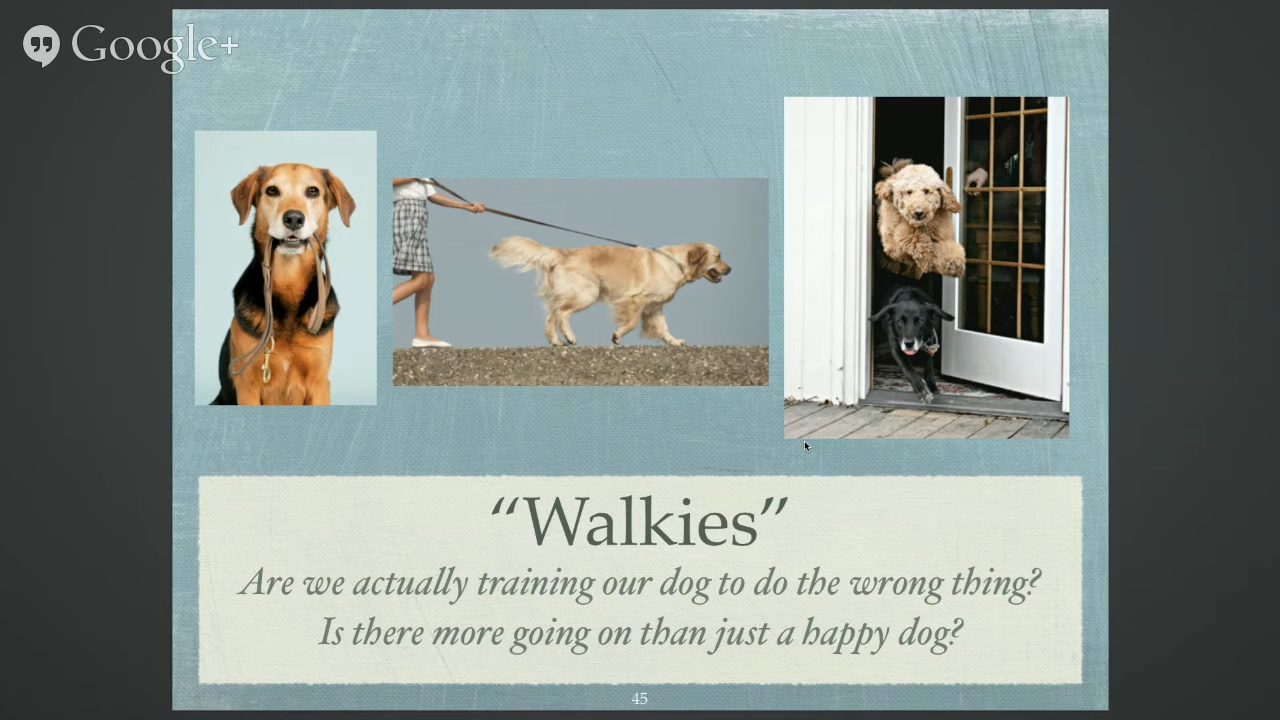 Google+
“Walkies”
Are we actually training our dog to do the wrong thing?
Is there more going on than just a happy dog?
45